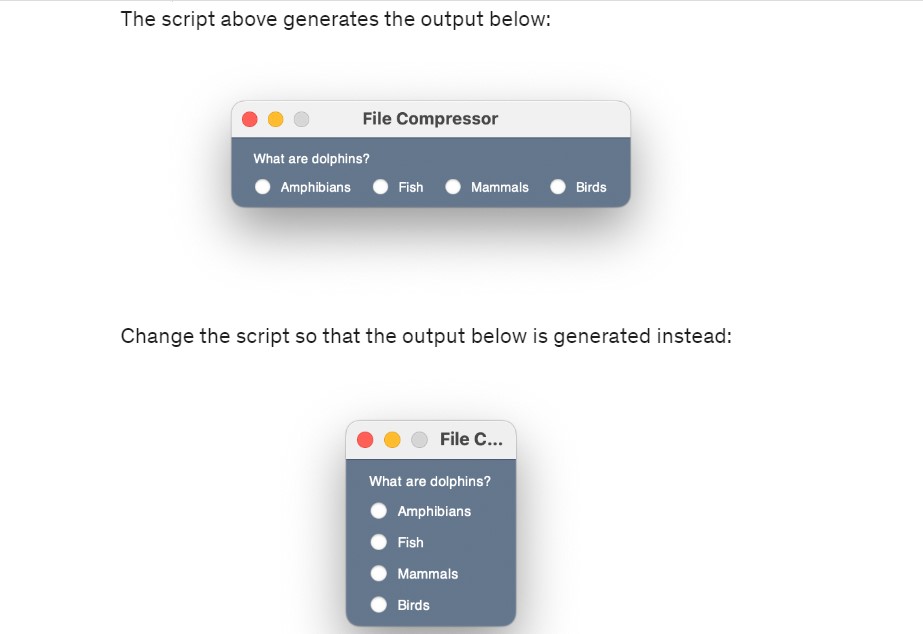 The script above generates the output below:
File Compressor
What are dolphins?
Amphibians Fish Mammals Birds
Change the script so that the output below is generated instead:
File C...
What are dolphins?
Amphibians
Fish
Mammals
Birds